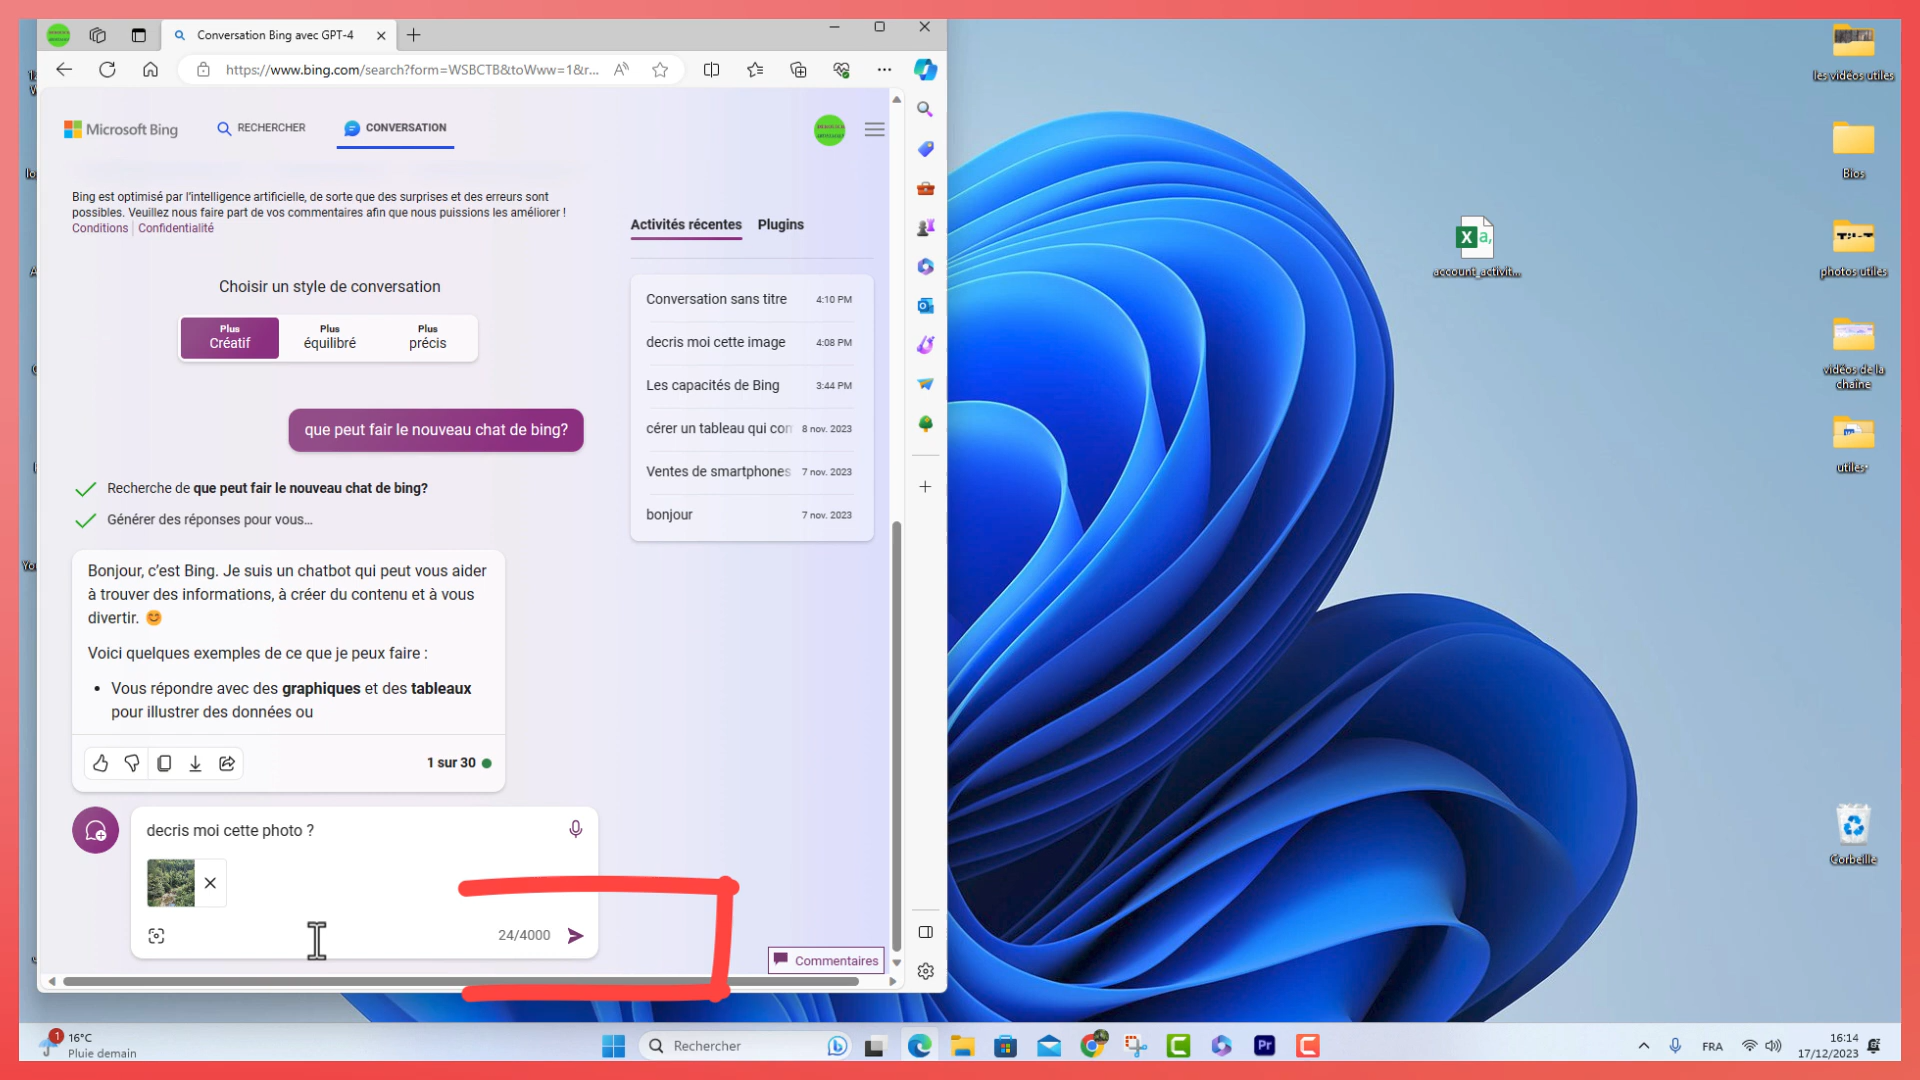 Conversation Bing avec GPT-4
https://www.bing.com/search?form=WSBCTB&toWww=1&r...
Microsoft Bing
RECHERCHER
CONVERSATION
Bing est optimisé par l'intelligence artificielle, de sorte que des surprises et des erreurs sont
possibles. Veuillez nous faire part de vos commentaires afin que nous puissions les améliorer !
Conditions | Confidentialité
Choisir un style de conversation
Plus
Créatif
Plus
équilibré
Plus
précis
que peut fair le nouveau chat de bing?
Recherche de que peut fair le nouveau chat de bing?
Générer des réponses pour vous...
Bonjour, c'est Bing. Je suis un chatbot qui peut vous aider
à trouver des informations, à créer du contenu et à vous
divertir. 😊
Voici quelques exemples de ce que je peux faire :
• Vous répondre avec des graphiques et des tableaux
pour illustrer des données ou
1 sur 30
decris moi cette photo ?
24/4000
Activités récentes
Plugins
Conversation sans titre 4:10 PM
decris moi cette image 4:08 PM
Les capacités de Bing 3:44 PM
cérer un tableau qui con 8 nov. 2023
Ventes de smartphones 7 nov. 2023
bonjour 7 nov. 2023
Commentaires
account_activit...
les vidéos utiles
Bios
photos utiles
vidéos de la
chaine
utiles
Corbeille
1
16°C
Pluie demain
Rechercher
Pr
FRA
16:14
17/12/2023